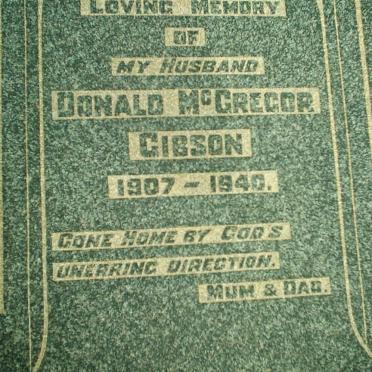 LOVING MEMORY
OF
MY HUSBAND
DONALD McGREGOR
GIBSON
1907 - 1940.
GONE HOME BY GOD'S
UNERRING DIRECTION.
MUM & DAD.